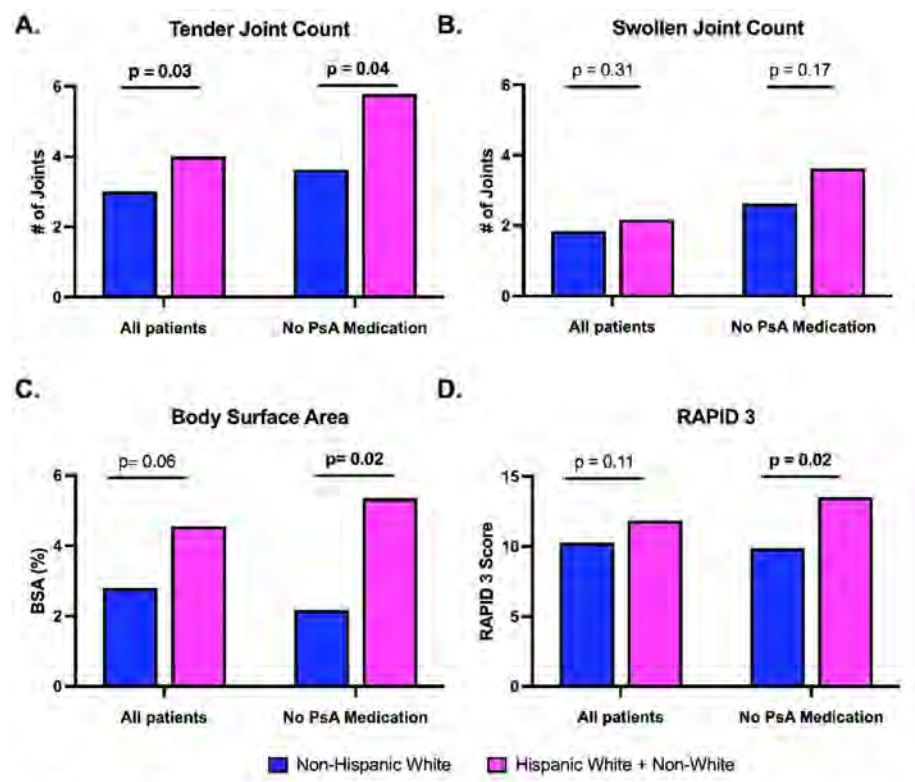 A.
Tender Joint Count
p = 0.03
p = 0.04
# of Joints
6
4
2
0
All patients
No PsA Medication
B.
Swollen Joint Count
p = 0.31
p = 0.17
# of Joints
6
4
2
0
All patients
No PsA Medication
C.
Body Surface Area
p= 0.06
p= 0.02
BSA (%)
6
4
2
0
All patients
No PsA Medication
D.
RAPID 3
p = 0.11
p = 0.02
RAPID 3 Score
15
10
5
0
All patients
No PsA Medication
Non-Hispanic White
Hispanic White + Non-White